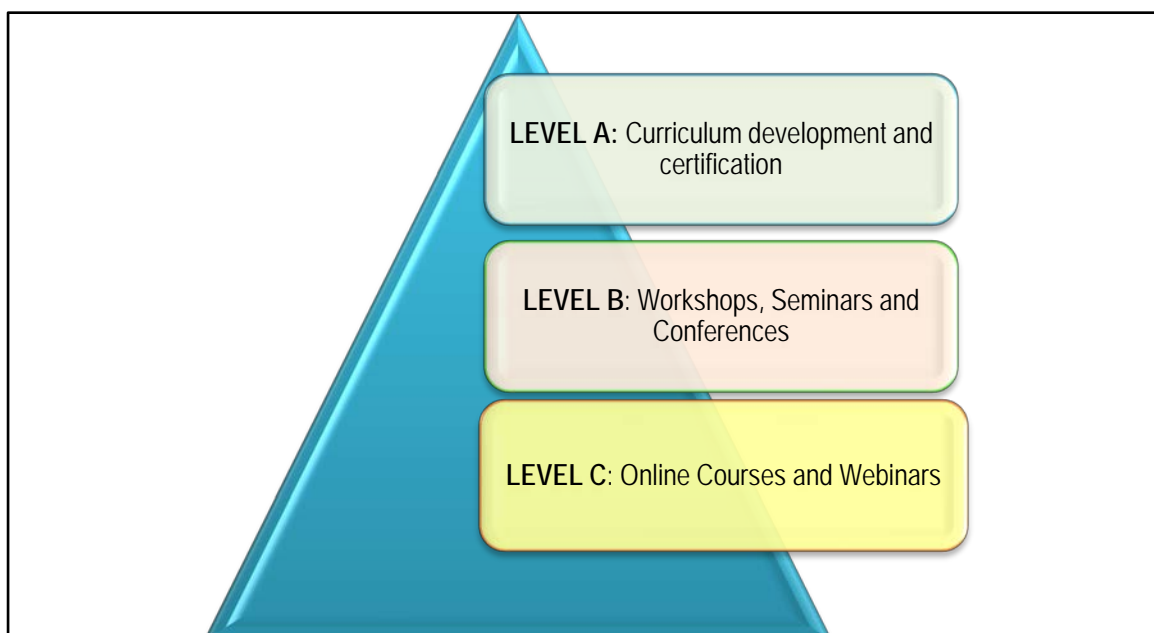 LEVEL A: Curriculum development and
certification
LEVEL B: Workshops, Seminars and
Conferences
LEVEL C: Online Courses and Webinars